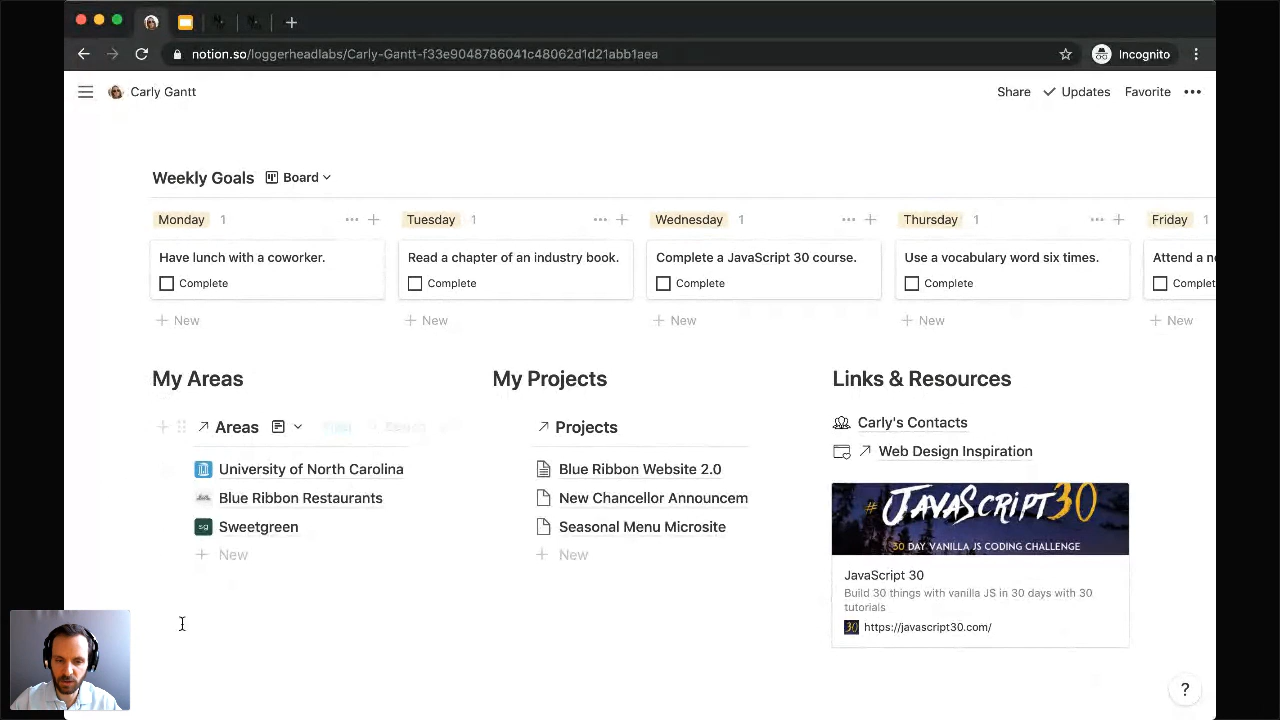 notion.so/loggerheadlabs/Carly-Gantt-f33e9048786041c48062d1d21abb1aea
Incognito
Carly Gantt
Share
Updates
Favorite
•••
Weekly Goals
Board
Monday 1
Tuesday 1
Wednesday 1
Thursday 1
Friday 1
Have lunch with a coworker.
Read a chapter of an industry book.
Complete a JavaScript 30 course.
Use a vocabulary word six times.
Attend a
Complete
Complete
Complete
Complete
+ New
+ New
+ New
+ New
+ New
My Areas
My Projects
Links & Resources
Areas
University of North Carolina
Blue Ribbon Restaurants
sg Sweetgreen
+ New
Projects
Blue Ribbon Website 2.0
New Chancellor Announcem
Seasonal Menu Microsite
+ New
Carly's Contacts
Web Design Inspiration
# JAVASCRIPT30
30 DAY VANILLA JS CODING CHALLENGE
JavaScript 30
Build 30 things with vanilla JS in 30 days with 30
tutorials
30 https://javascript30.com/
?